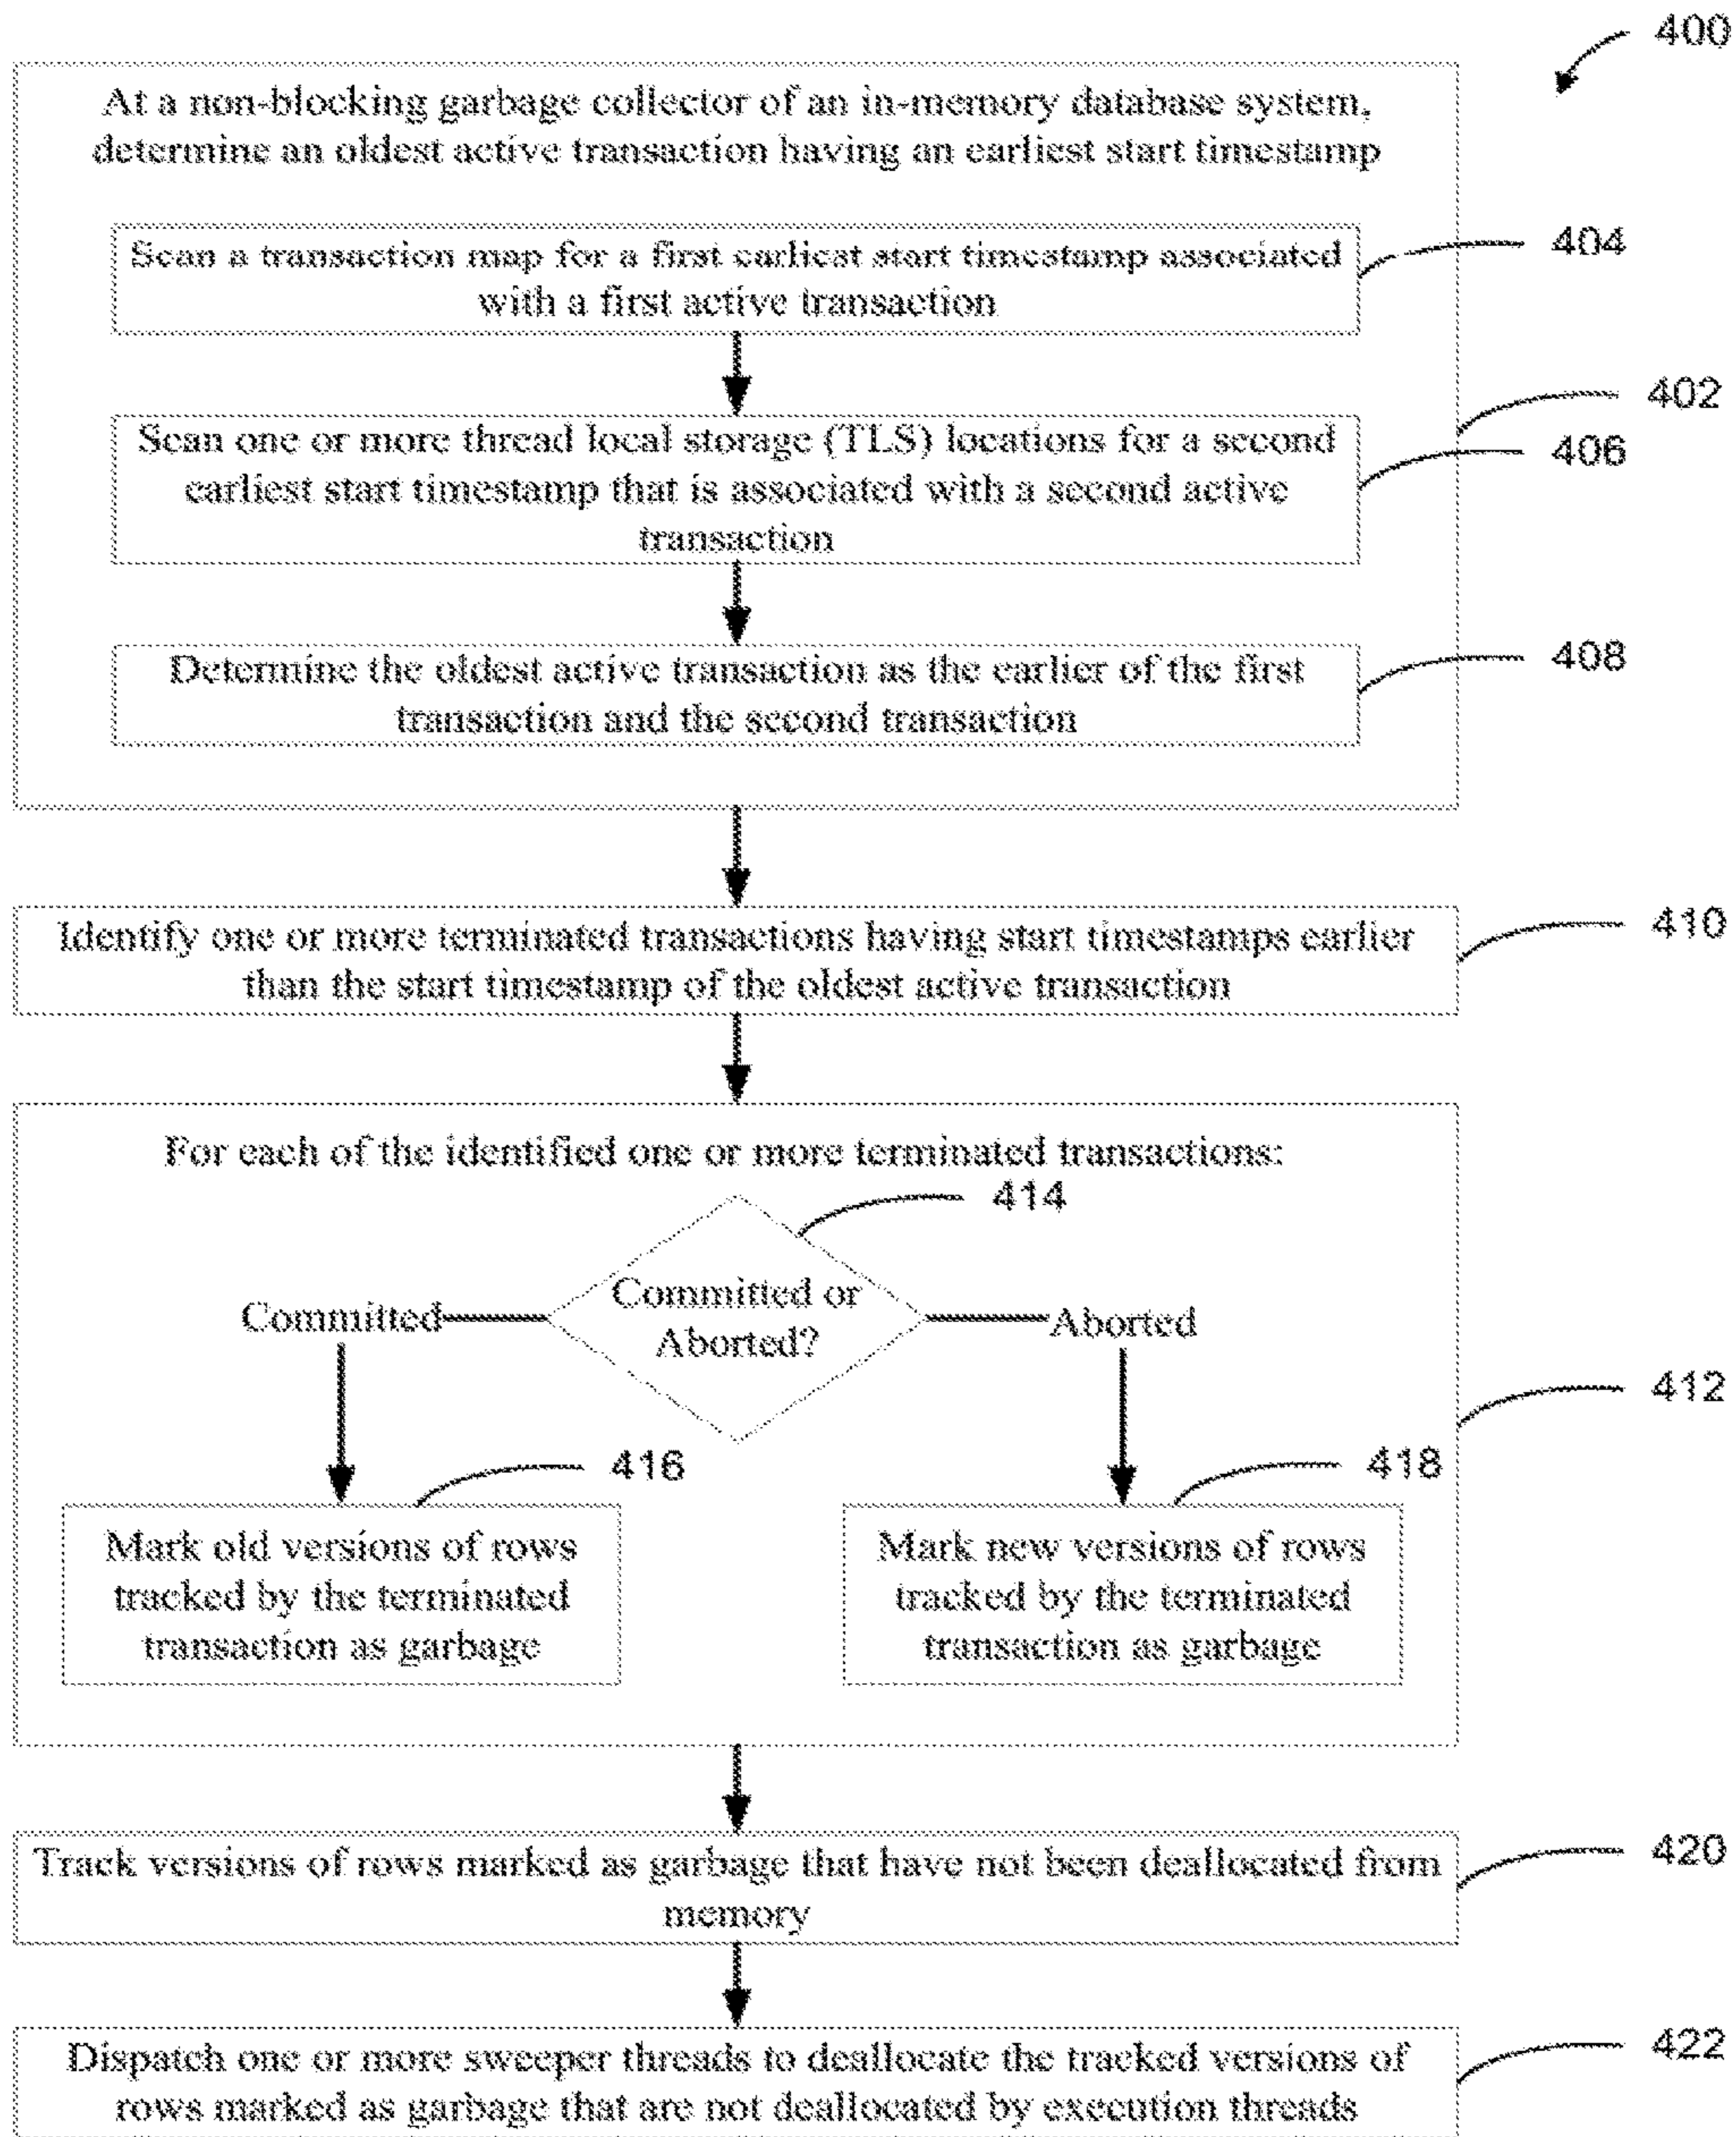 400
At a non-blocking garbage collector of an in-memory database system,
determine an oldest active transaction having an earliest start timestamp
Scan a transaction map for a first earliest start timestamp associated
with a first active transaction
404
402
Scan one or more thread local storage (TLS) locations for a second
earliest start timestamp that is associated with a second active
transaction
406
Determine the oldest active transaction as the earlier of the first
transaction and the second transaction
408
Identify one or more terminated transactions having start timestamps earlier
than the start timestamp of the oldest active transaction
410
For each of the identified one or more terminated transactions:
414
Committed or
Aborted?
Committed
Aborted
412
416
418
Mark old versions of rows
tracked by the terminated
transaction as garbage
Mark new versions of rows
tracked by the terminated
transaction as garbage
Track versions of rows marked as garbage that have not been deallocated from
memory
420
Dispatch one or more sweeper threads to deallocate the tracked versions of
rows marked as garbage that are not deallocated by execution threads
422